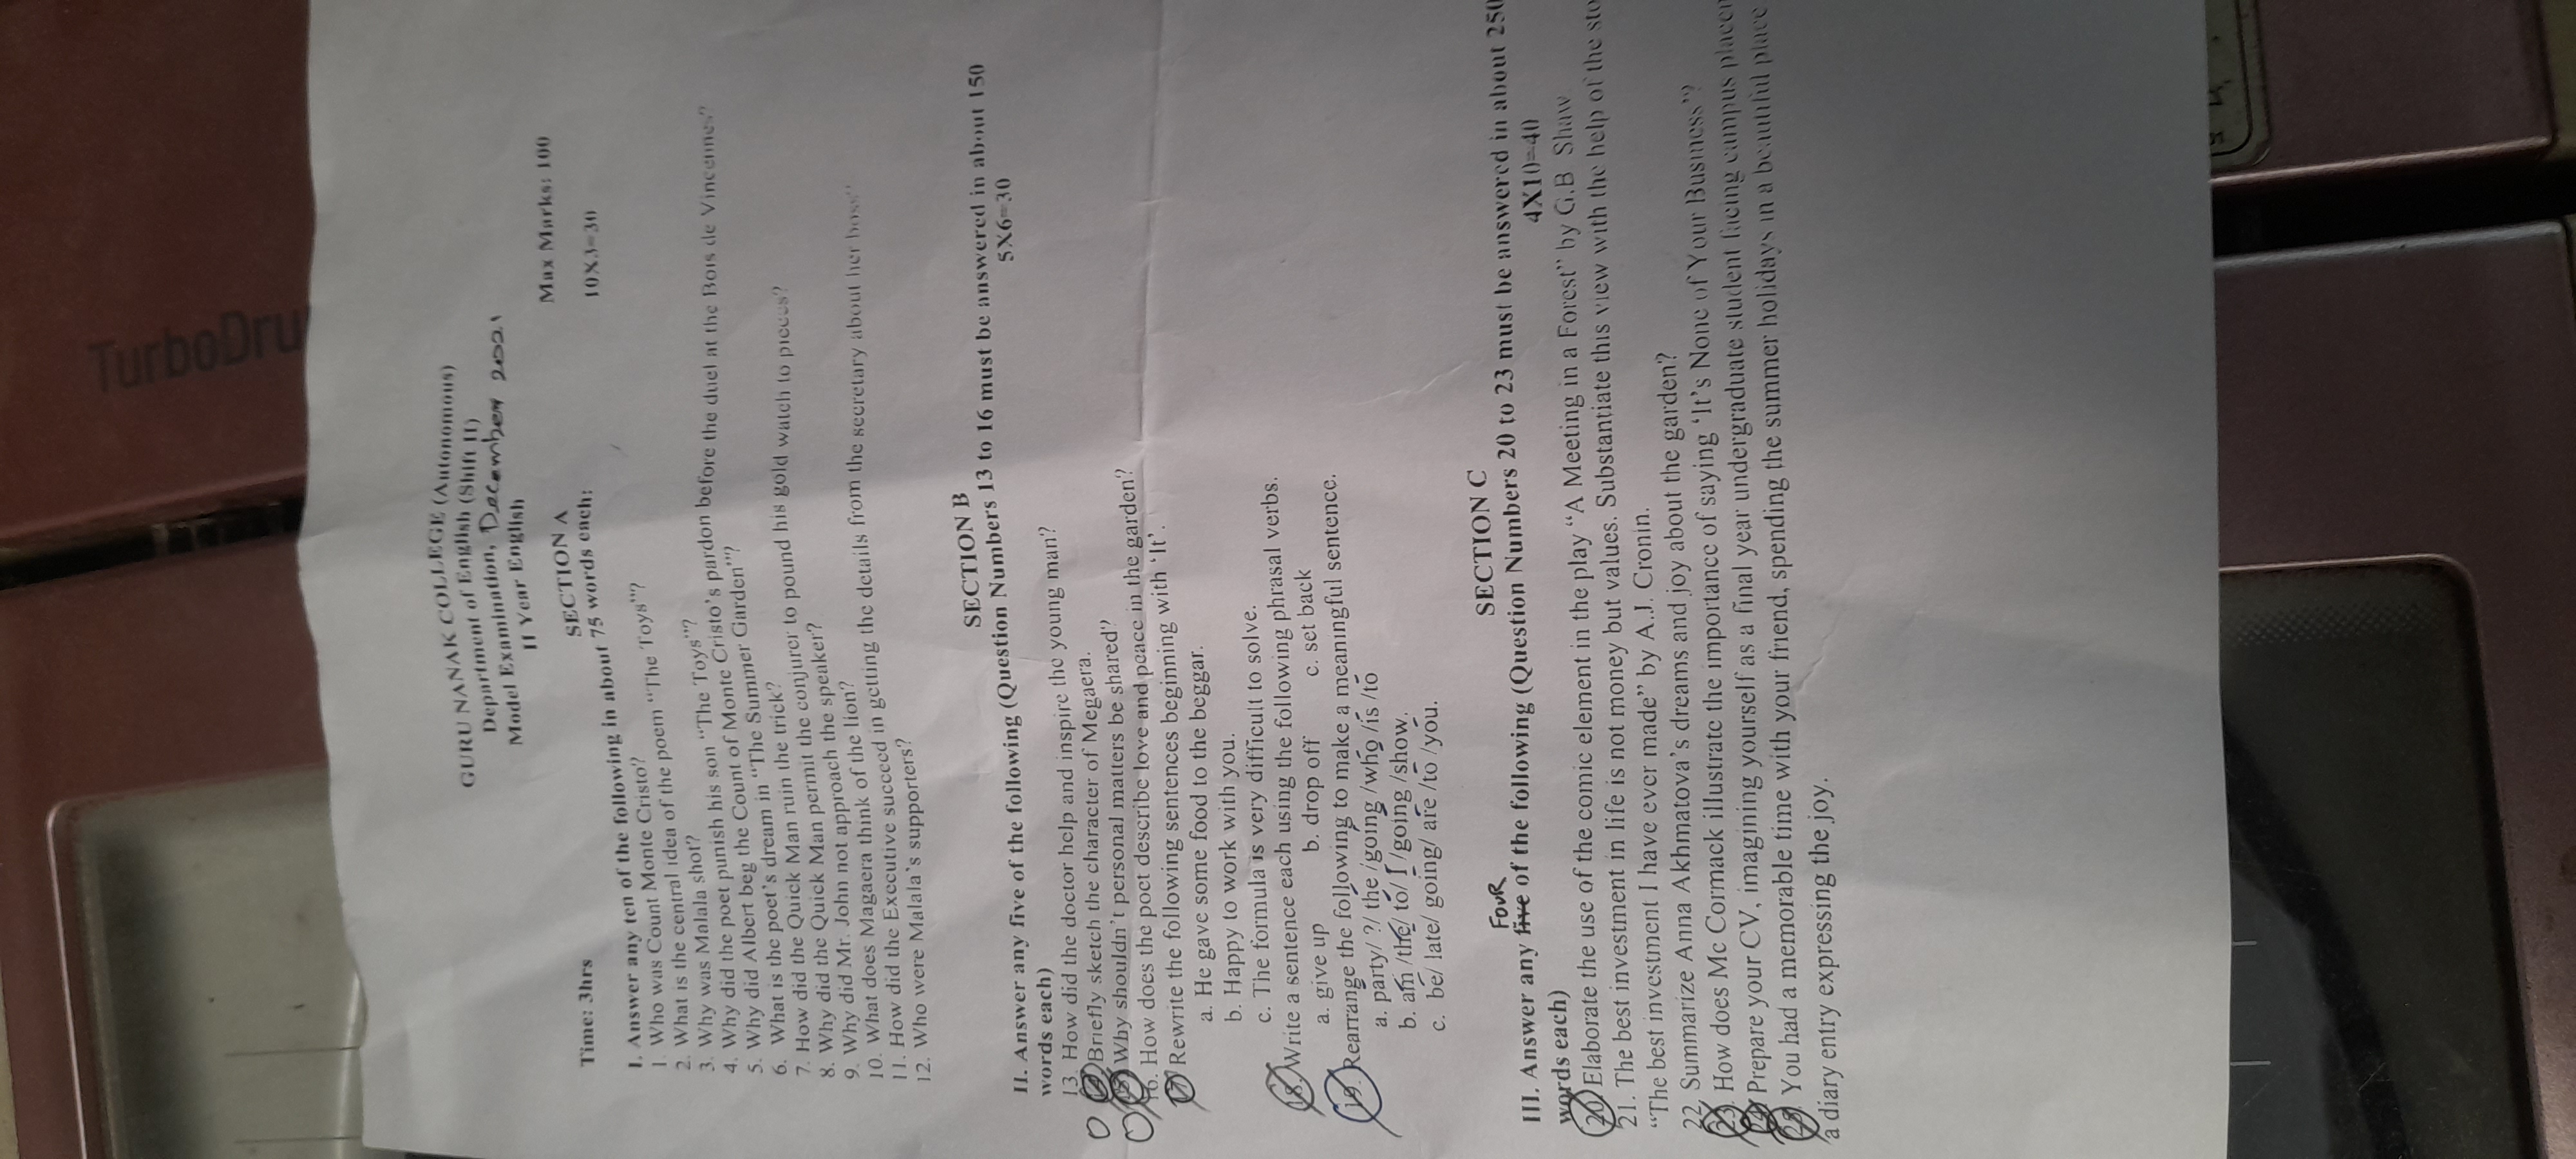 TurboDru
GURU NANAK COLLEGE (Autonomous)
Department of English (Shift II)
Model Examination, December 2021
II Year English
Time: 3hrs
Max Marks: 100
SECTION A
I. Answer any ten of the following in about 75 words each:
10X3=30
1. Who was Count Monte Cristo?
2. What is the central idea of the poem “The Toys”?
3. Why was Malala shot?
4. Why did the poet punish his son “The Toys”?
5. Why did Albert beg the Count of Monte Cristo’s pardon before the duel at the Bois de Vincennes?
6. What is the poet’s dream in “The Summer Garden”?
7. How did the Quick Man ruin the trick?
8. Why did the Quick Man permit the conjurer to pound his gold watch to pieces?
9. Why did Mr. John not approach the speaker?
10. What does Magaera think of the lion?
11. How did the Executive succeed in getting the details from the secretary about her boss
12. Who were Malala’s supporters?
SECTION B
II. Answer any five of the following (Question Numbers 13 to 16 must be answered in about 150
words each)
5X6=30
13. How did the doctor help and inspire the young man?
Briefly sketch the character of Megaera.
Why shouldn’t personal matters be shared?
16. How does the poet describe love and peace in the garden?
17 Rewrite the following sentences beginning with ‘It’.
a. He gave some food to the beggar.
b. Happy to work with you.
c. The formula is very difficult to solve.
18. Write a sentence each using the following phrasal verbs.
a. give up b. drop off c. set back
19. Rearrange the following to make a meaningful sentence.
a. party/ ?/ the /going /who /is /to
b. am /the/ to/ I /going /show.
c. be/ late/ going/ are /to /you.
SECTION C
FOUR
III. Answer any five of the following (Question Numbers 20 to 23 must be answered in about 250
words each)
4X10=40
20. Elaborate the use of the comic element in the play “A Meeting in a Forest” by G.B. Shaw
21. The best investment in life is not money but values. Substantiate this view with the help of the sto
“The best investment I have ever made” by A.J. Cronin.
22. Summarize Anna Akhmatova’s dreams and joy about the garden?
23. How does Mc Cormack illustrate the importance of saying ‘It’s None of Your Business’?
24. Prepare your CV, imagining yourself as a final year undergraduate student facing campus placem
25. You had a memorable time with your friend, spending the summer holidays in a beautiful place
a diary entry expressing the joy.